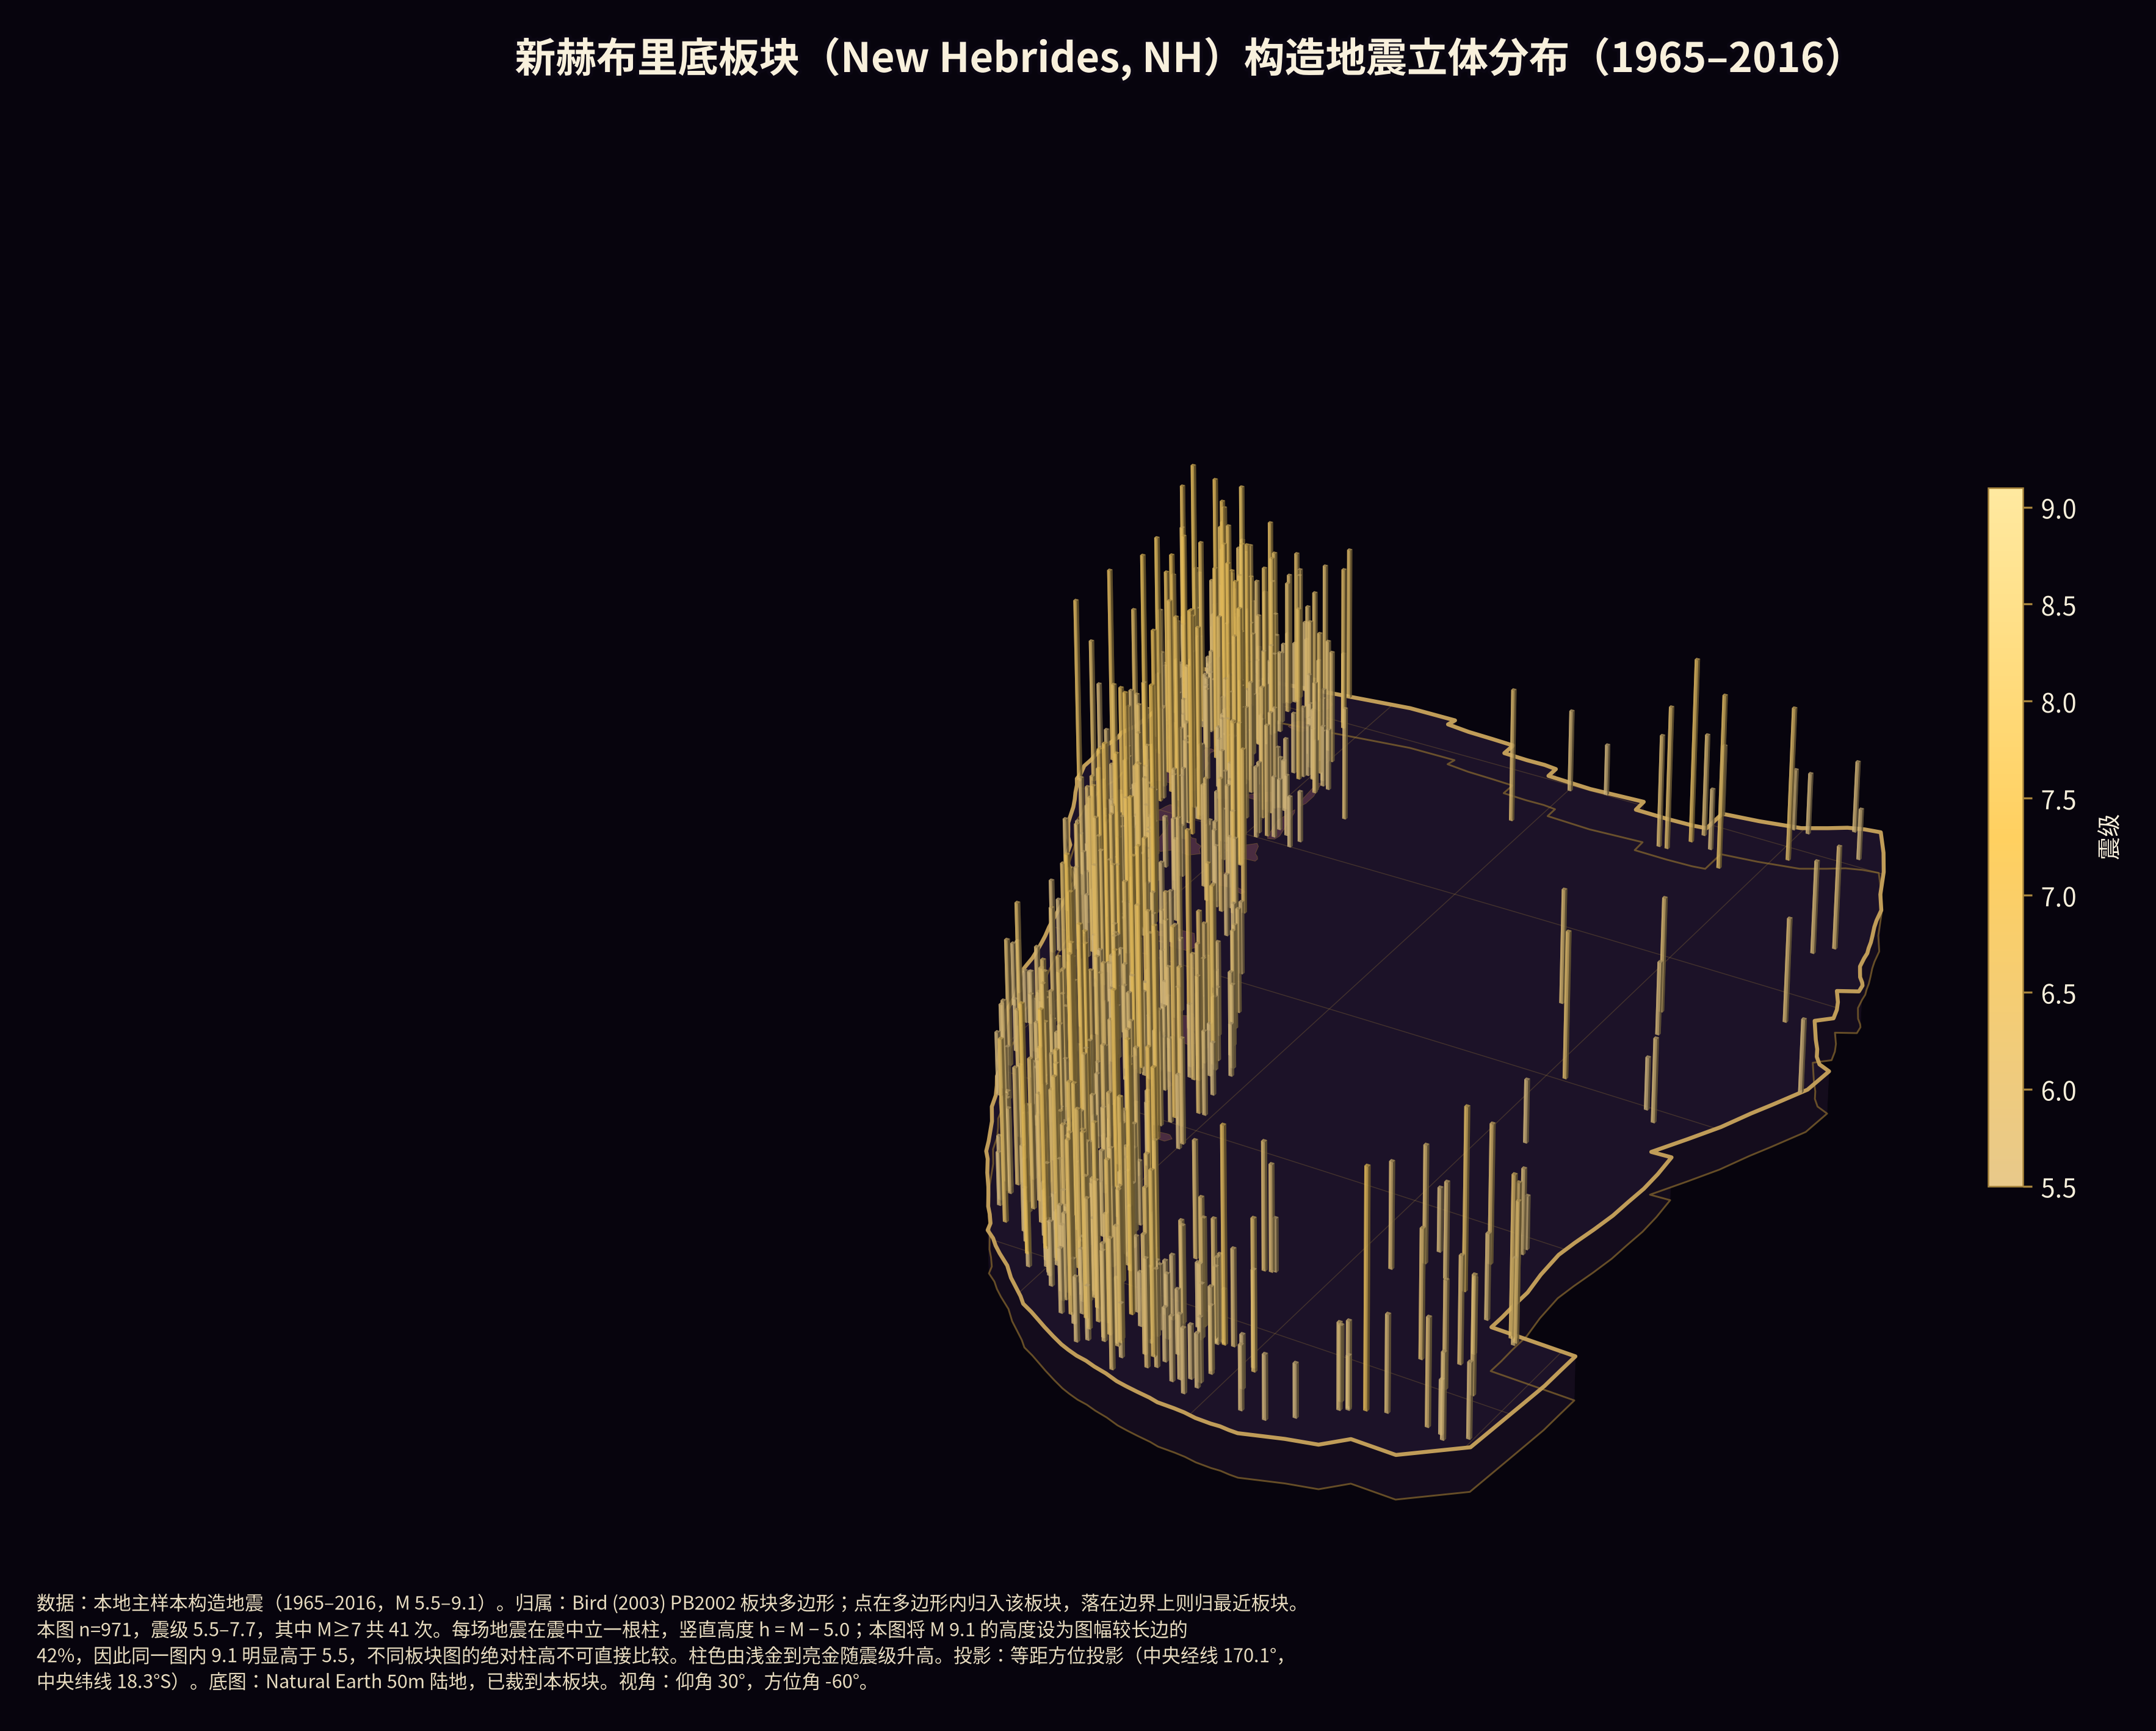 新赫布里底板块（New Hebrides, NH）构造地震立体分布（1965–2016）
9.0
8.5
8.0
7.5
7.0
6.5
6.0
5.5
震级
数据：本地主样本构造地震（1965–2016，M 5.5–9.1）。归属：Bird (2003) PB2002 板块多边形；点在多边形内归入该板块，落在边界上则归最近板块。
本图 n=971，震级 5.5–7.7，其中 M≥7 共 41 次。每场地震在震中立一根柱，竖直高度 h = M − 5.0；本图将 M 9.1 的高度设为图幅较长边的
42%，因此同一图内 9.1 明显高于 5.5，不同板块图的绝对柱高不可直接比较。柱色由浅金到亮金随震级升高。投影：等距方位投影（中央经线 170.1°，
中央纬线 18.3°S）。底图：Natural Earth 50m 陆地，已裁到本板块。视角：仰角 30°，方位角 -60°。